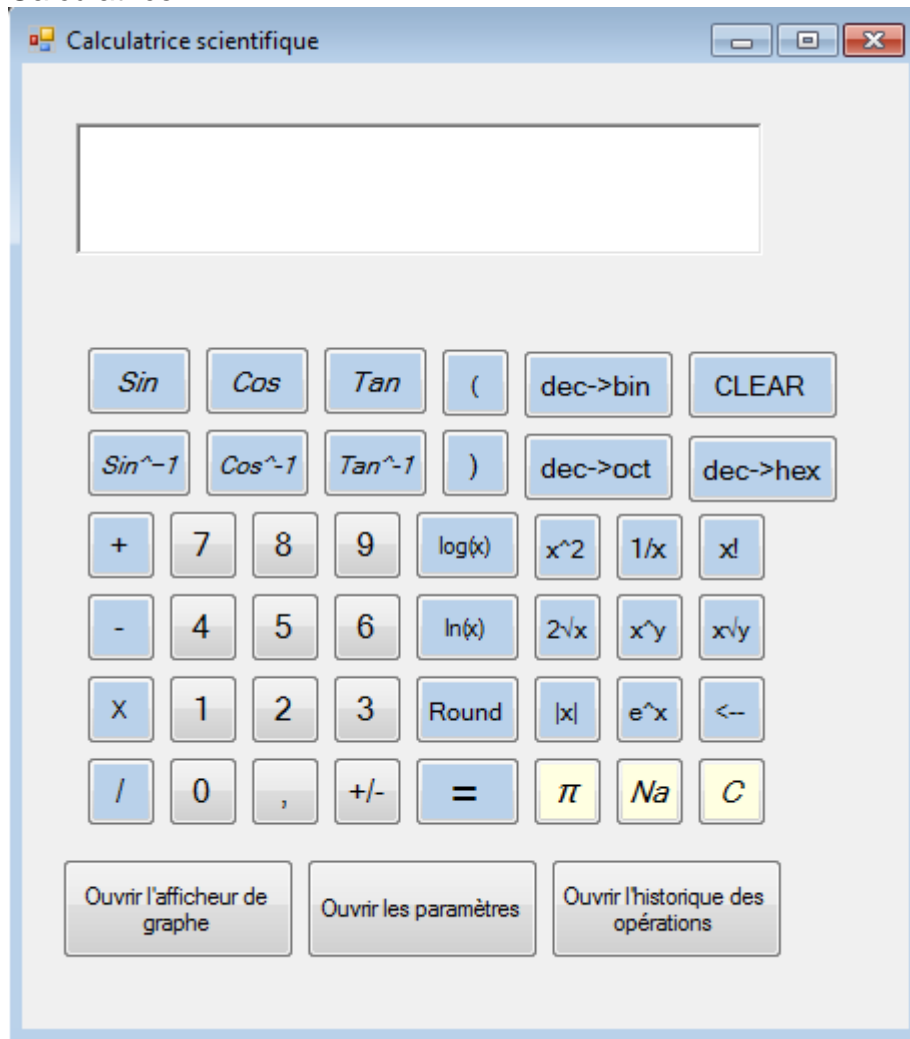 Calculatrice scientifique
Sin Cos Tan ( dec->bin CLEAR
Sin^-1 Cos^-1 Tan^-1 ) dec->oct dec->hex
+ 7 8 9 log(x) x^2 1/x x!
- 4 5 6 ln(x) 2√x x^y x√y
X 1 2 3 Round |x| e^x <--
/ 0 , +/- = π Na C
Ouvrir l'afficheur de
graphe
Ouvrir les paramètres
Ouvrir l'historique des
opérations